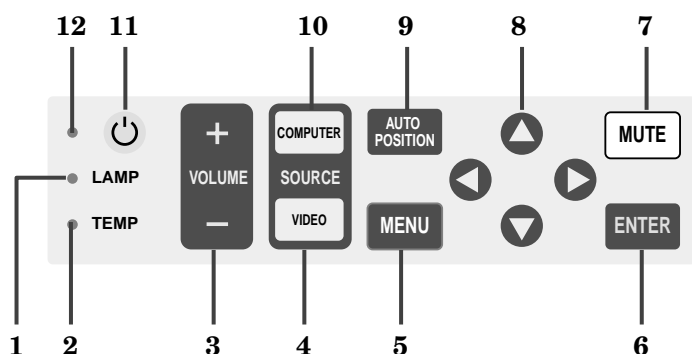 12 11 10 9 8 7
COMPUTER
AUTO
POSITION
MUTE
+
LAMP
VOLUME
SOURCE
TEMP
−
VIDEO
MENU
ENTER
1 2 3 4 5 6